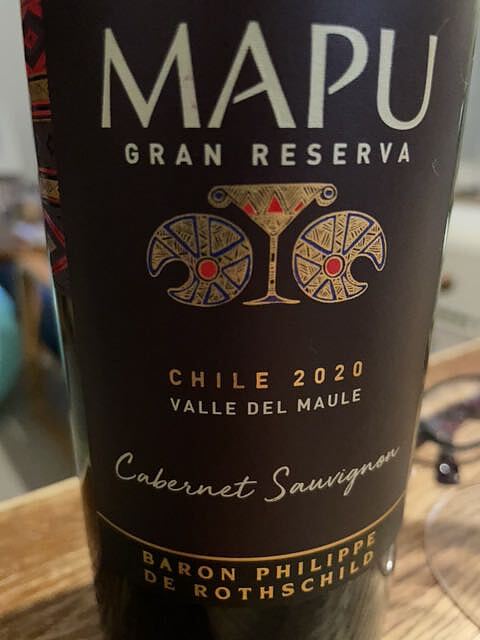 MAPU
GRAN RESERVA
CHILE 2020
VALLE DEL MAULE
Cabernet Sauvignon
BARON PHILIPPE
DE ROTHSCHILD